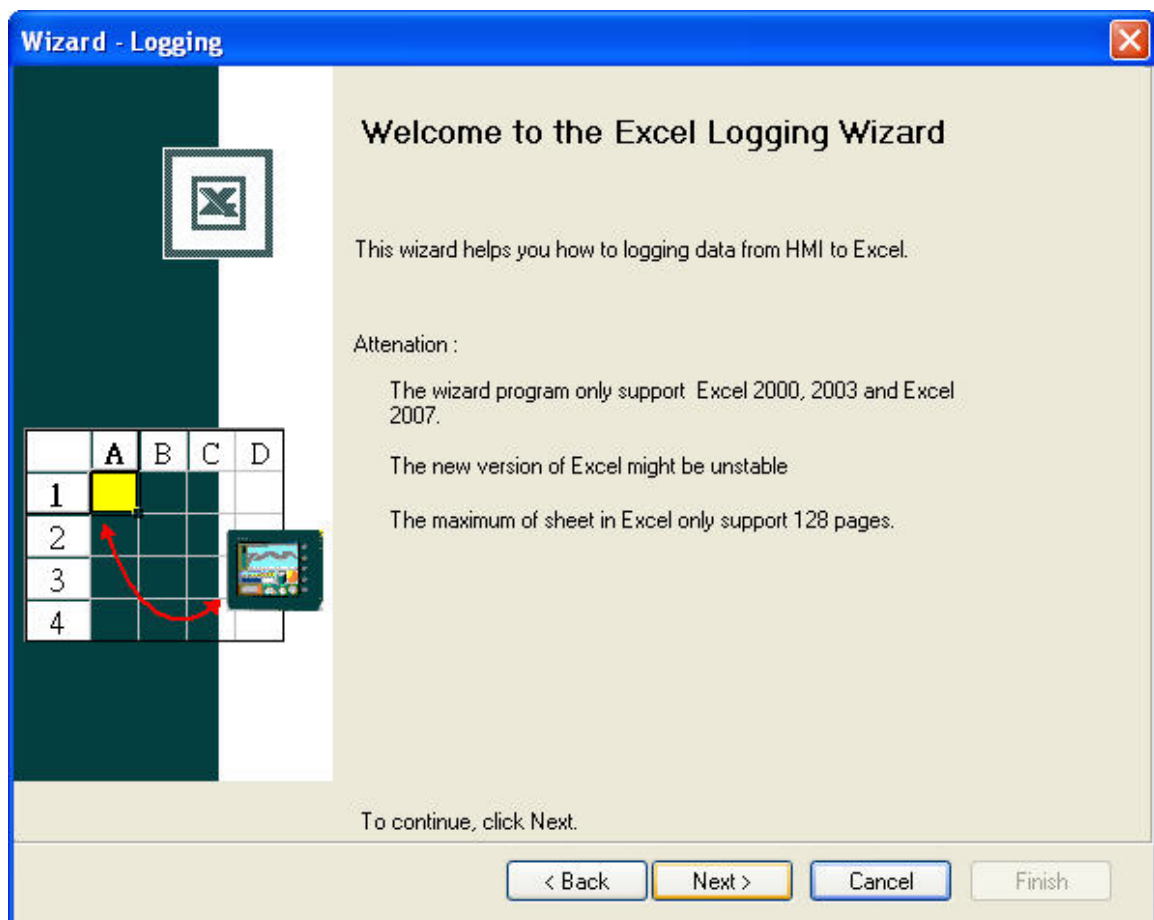 Wizard - Logging
Welcome to the Excel Logging Wizard
This wizard helps you how to logging data from HMI to Excel.
Attenation :
The wizard program only support  Excel 2000, 2003 and Excel
2007.
The new version of Excel might be unstable
The maximum of sheet in Excel only support 128 pages.
A B C D
1
2
3
4
To continue, click Next.
< Back Next > Cancel Finish